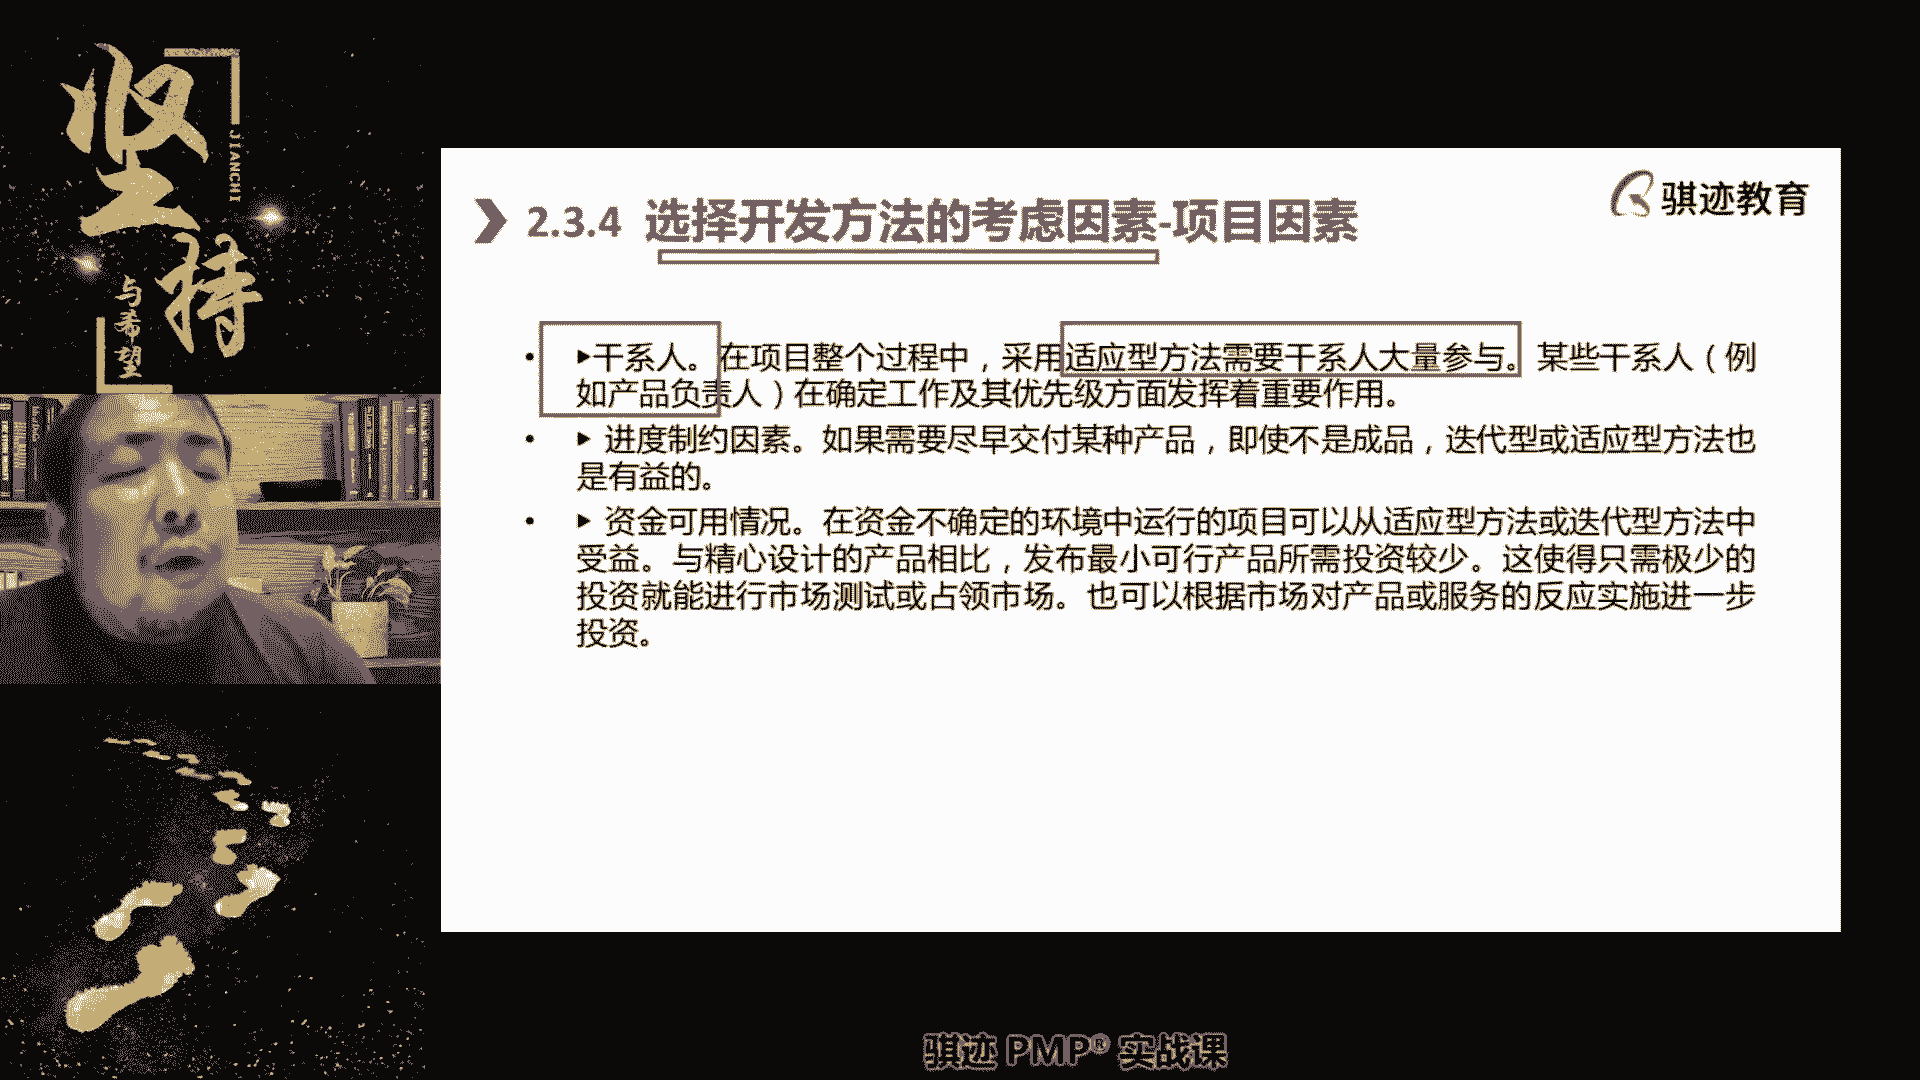 坚持
JIANCHI
与希望
骐迹教育
2.3.4 选择开发方法的考虑因素-项目因素
• ▶干系人。在项目整个过程中，采用适应型方法需要干系人大量参与。某些干系人（例
如产品负责人）在确定工作及其优先级方面发挥着重要作用。
• ▶ 进度制约因素。如果需要尽早交付某种产品，即使不是成品，迭代型或适应型方法也
是有益的。
• ▶ 资金可用情况。在资金不确定的环境中运行的项目可以从适应型方法或迭代型方法中
受益。与精心设计的产品相比，发布最小可行产品所需投资较少。这使得只需极少的
投资就能进行市场测试或占领市场。也可以根据市场对产品或服务的反应实施进一步
投资。
骐迹 PMP® 实战课